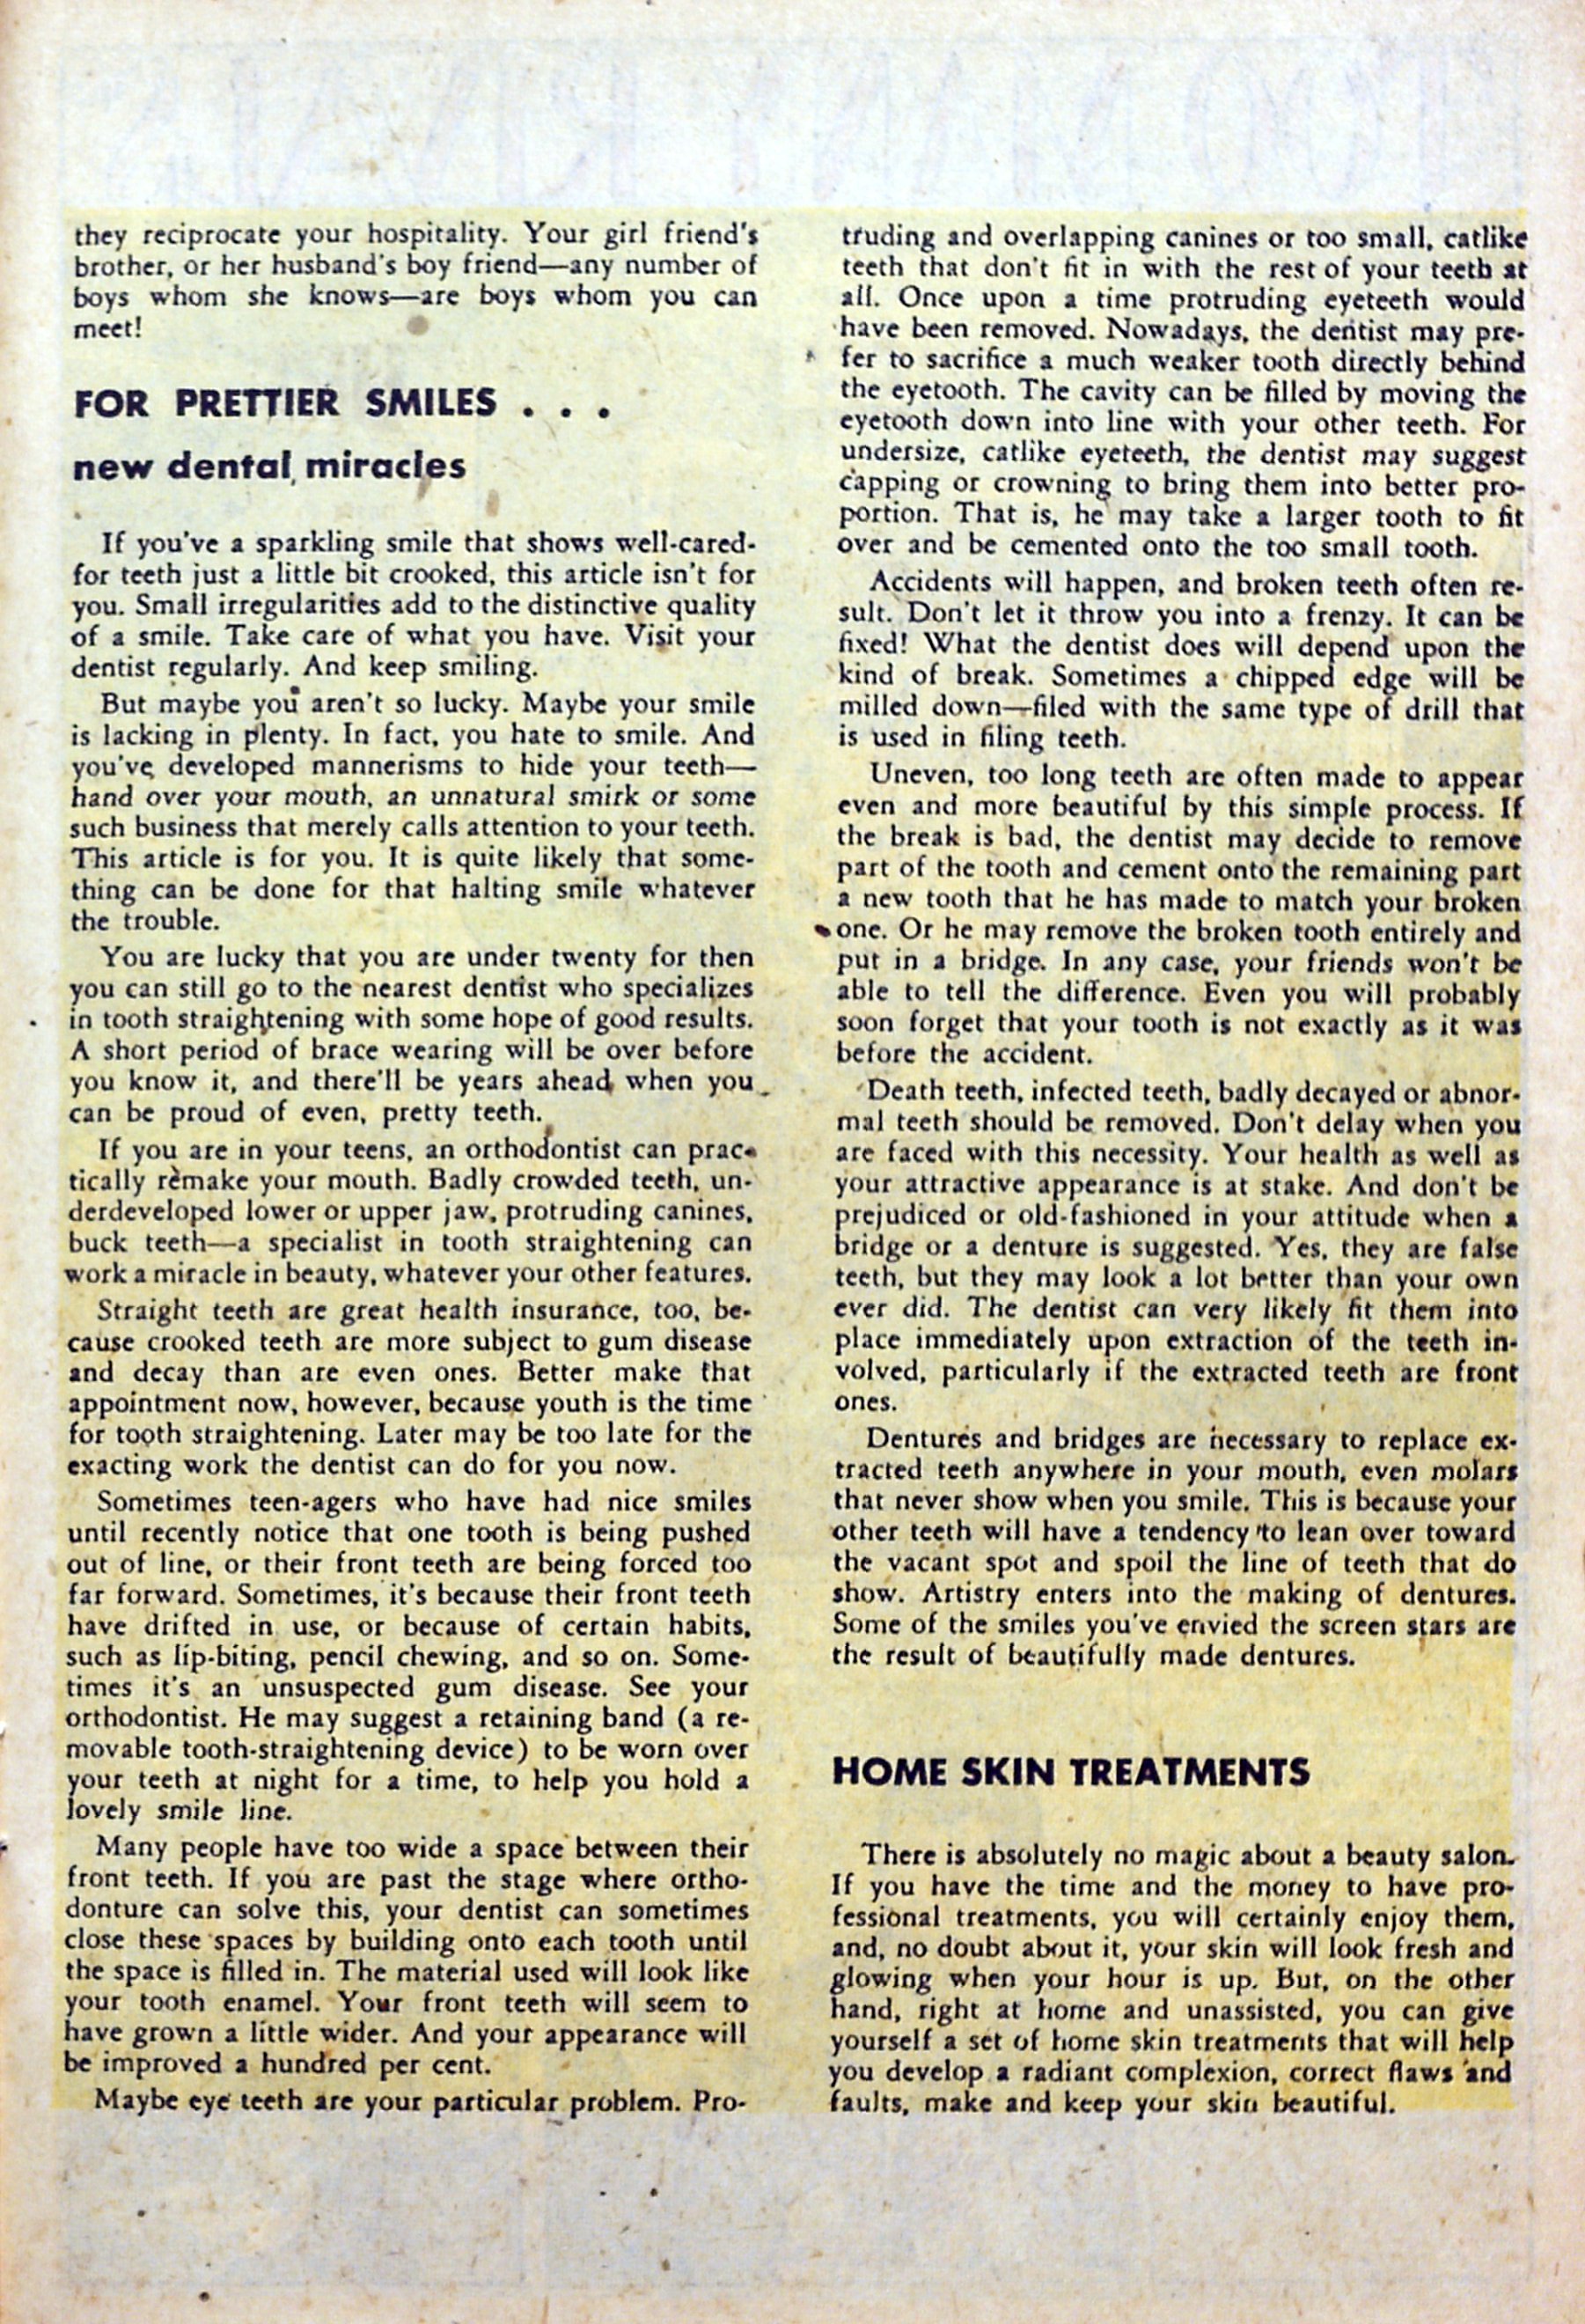 they reciprocate your hospitality. Your girl friend's
brother, or her husband's boy friend—any number of
boys whom she knows—are boys whom you can
meet!
FOR PRETTIER SMILES . . .
new dental miracles
If you've a sparkling smile that shows well-cared-
for teeth just a little bit crooked, this article isn't for
you. Small irregularities add to the distinctive quality
of a smile. Take care of what you have. Visit your
dentist regularly. And keep smiling.
But maybe you aren't so lucky. Maybe your smile
is lacking in plenty. In fact, you hate to smile. And
you've developed mannerisms to hide your teeth—
hand over your mouth, an unnatural smirk or some
such business that merely calls attention to your teeth.
This article is for you. It is quite likely that some-
thing can be done for that halting smile whatever
the trouble.
You are lucky that you are under twenty for then
you can still go to the nearest dentist who specializes
in tooth straightening with some hope of good results.
A short period of brace wearing will be over before
you know it, and there'll be years ahead when you
can be proud of even, pretty teeth.
If you are in your teens, an orthodontist can prac-
tically remake your mouth. Badly crowded teeth, un-
derdeveloped lower or upper jaw, protruding canines,
buck teeth—a specialist in tooth straightening can
work a miracle in beauty, whatever your other features.
Straight teeth are great health insurance, too, be-
cause crooked teeth are more subject to gum disease
and decay than are even ones. Better make that
appointment now, however, because youth is the time
for tooth straightening. Later may be too late for the
exacting work the dentist can do for you now.
Sometimes teen-agers who have had nice smiles
until recently notice that one tooth is being pushed
out of line, or their front teeth are being forced too
far forward. Sometimes, it's because their front teeth
have drifted in use, or because of certain habits,
such as lip-biting, pencil chewing, and so on. Some-
times it's an unsuspected gum disease. See your
orthodontist. He may suggest a retaining band (a re-
movable tooth-straightening device) to be worn over
your teeth at night for a time, to help you hold a
lovely smile line.
Many people have too wide a space between their
front teeth. If you are past the stage where ortho-
donture can solve this, your dentist can sometimes
close these spaces by building onto each tooth until
the space is filled in. The material used will look like
your tooth enamel. Your front teeth will seem to
have grown a little wider. And your appearance will
be improved a hundred per cent.
Maybe eye teeth are your particular problem. Pro-
truding and overlapping canines or too small, catlike
teeth that don't fit in with the rest of your teeth at
all. Once upon a time protruding eyeteeth would
have been removed. Nowadays, the dentist may pre-
fer to sacrifice a much weaker tooth directly behind
the eyetooth. The cavity can be filled by moving the
eyetooth down into line with your other teeth. For
undersize, catlike eyeteeth, the dentist may suggest
capping or crowning to bring them into better pro-
portion. That is, he may take a larger tooth to fit
over and be cemented onto the too small tooth.
Accidents will happen, and broken teeth often re-
sult. Don't let it throw you into a frenzy. It can be
fixed! What the dentist does will depend upon the
kind of break. Sometimes a chipped edge will be
milled down—filed with the same type of drill that
is used in filing teeth.
Uneven, too long teeth are often made to appear
even and more beautiful by this simple process. If
the break is bad, the dentist may decide to remove
part of the tooth and cement onto the remaining part
a new tooth that he has made to match your broken
one. Or he may remove the broken tooth entirely and
put in a bridge. In any case, your friends won't be
able to tell the difference. Even you will probably
soon forget that your tooth is not exactly as it was
before the accident.
Death teeth, infected teeth, badly decayed or abnor-
mal teeth should be removed. Don't delay when you
are faced with this necessity. Your health as well as
your attractive appearance is at stake. And don't be
prejudiced or old-fashioned in your attitude when a
bridge or a denture is suggested. Yes, they are false
teeth, but they may look a lot better than your own
ever did. The dentist can very likely fit them into
place immediately upon extraction of the teeth in-
volved, particularly if the extracted teeth are front
ones.
Dentures and bridges are necessary to replace ex-
tracted teeth anywhere in your mouth, even molars
that never show when you smile. This is because your
other teeth will have a tendency to lean over toward
the vacant spot and spoil the line of teeth that do
show. Artistry enters into the making of dentures.
Some of the smiles you've envied the screen stars are
the result of beautifully made dentures.
HOME SKIN TREATMENTS
There is absolutely no magic about a beauty salon.
If you have the time and the money to have pro-
fessional treatments, you will certainly enjoy them,
and, no doubt about it, your skin will look fresh and
glowing when your hour is up. But, on the other
hand, right at home and unassisted, you can give
yourself a set of home skin treatments that will help
you develop a radiant complexion, correct flaws and
faults, make and keep your skin beautiful.